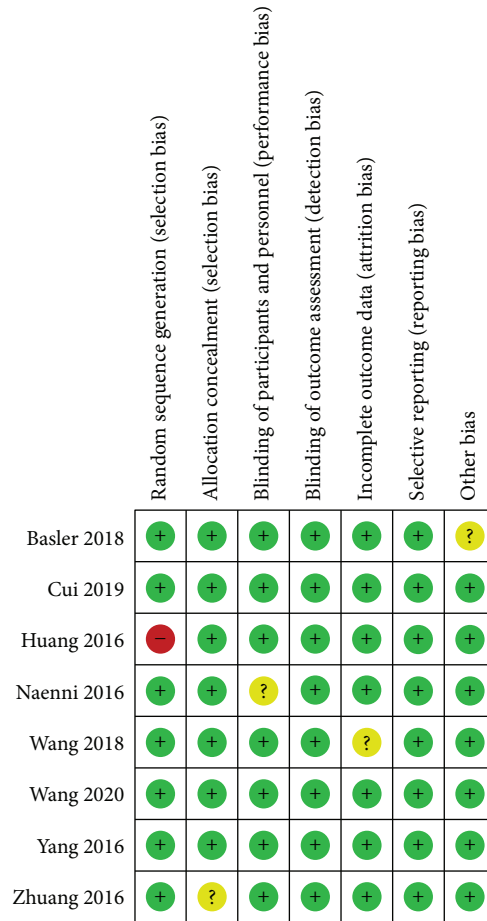 Random sequence generation (selection bias)
Allocation concealment (selection bias)
Blinding of participants and personnel (performance bias)
Blinding of outcome assessment (detection bias)
Incomplete outcome data (attrition bias)
Selective reporting (reporting bias)
Other bias
Basler 2018 + + + + + + ?
Cui 2019 + + + + + + +
Huang 2016 − + + + + + +
Naenni 2016 + + ? + + + +
Wang 2018 + + + + ? + +
Wang 2020 + + + + + + +
Yang 2016 + + + + + + +
Zhuang 2016 + ? + + + + +